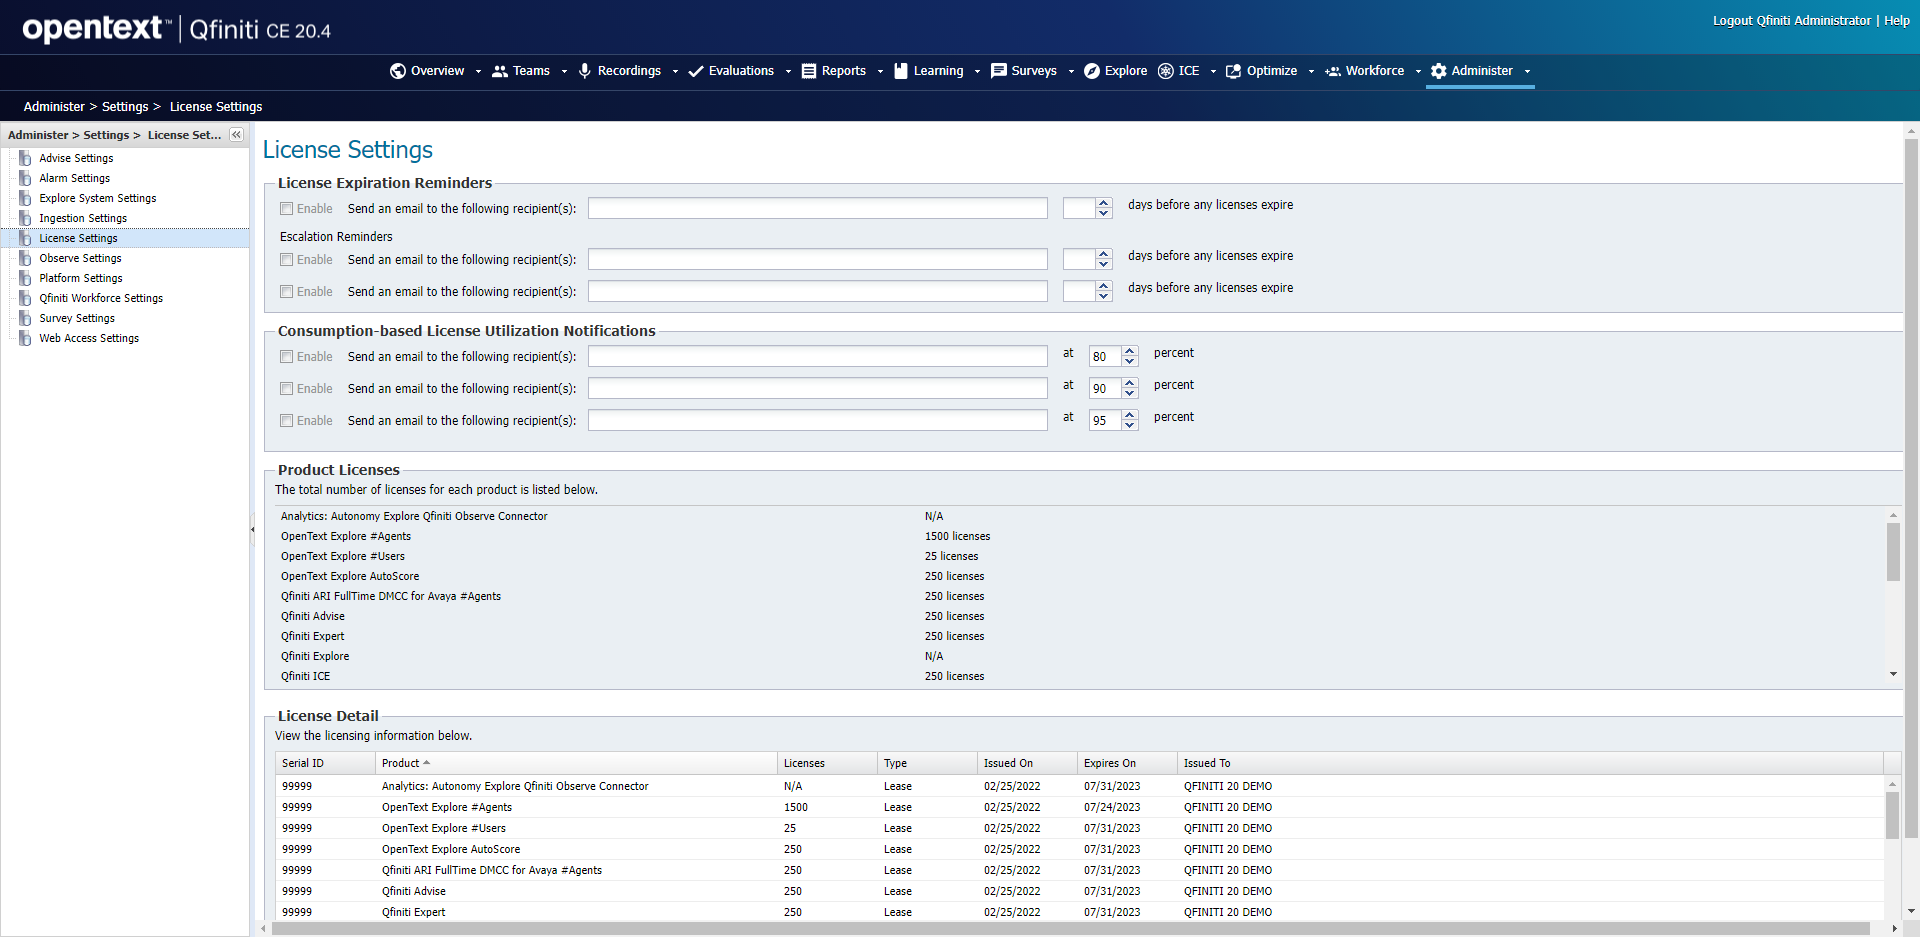 opentext™ | Qfiniti CE 20.4
Logout Qfiniti Administrator | Help
Overview Teams Recordings Evaluations Reports Learning Surveys Explore ICE Optimize Workforce Administer
Administer > Settings > License Settings
Administer > Settings > License Set...
Advise Settings
Alarm Settings
Explore System Settings
Ingestion Settings
License Settings
Observe Settings
Platform Settings
Qfiniti Workforce Settings
Survey Settings
Web Access Settings
License Settings
License Expiration Reminders
Enable Send an email to the following recipient(s): days before any licenses expire
Escalation Reminders
Enable Send an email to the following recipient(s): days before any licenses expire
Enable Send an email to the following recipient(s): days before any licenses expire
Consumption-based License Utilization Notifications
Enable Send an email to the following recipient(s): at 80 percent
Enable Send an email to the following recipient(s): at 90 percent
Enable Send an email to the following recipient(s): at 95 percent
Product Licenses
The total number of licenses for each product is listed below.
Analytics: Autonomy Explore Qfiniti Observe Connector N/A
OpenText Explore #Agents 1500 licenses
OpenText Explore #Users 25 licenses
OpenText Explore AutoScore 250 licenses
Qfiniti ARI FullTime DMCC for Avaya #Agents 250 licenses
Qfiniti Advise 250 licenses
Qfiniti Expert 250 licenses
Qfiniti Explore N/A
Qfiniti ICE 250 licenses
License Detail
View the licensing information below.
Serial ID Product Licenses Type Issued On Expires On Issued To
99999 Analytics: Autonomy Explore Qfiniti Observe Connector N/A Lease 02/25/2022 07/31/2023 QFINITI 20 DEMO
99999 OpenText Explore #Agents 1500 Lease 02/25/2022 07/24/2023 QFINITI 20 DEMO
99999 OpenText Explore #Users 25 Lease 02/25/2022 07/31/2023 QFINITI 20 DEMO
99999 OpenText Explore AutoScore 250 Lease 02/25/2022 07/31/2023 QFINITI 20 DEMO
99999 Qfiniti ARI FullTime DMCC for Avaya #Agents 250 Lease 02/25/2022 07/31/2023 QFINITI 20 DEMO
99999 Qfiniti Advise 250 Lease 02/25/2022 07/31/2023 QFINITI 20 DEMO
99999 Qfiniti Expert 250 Lease 02/25/2022 07/31/2023 QFINITI 20 DEMO